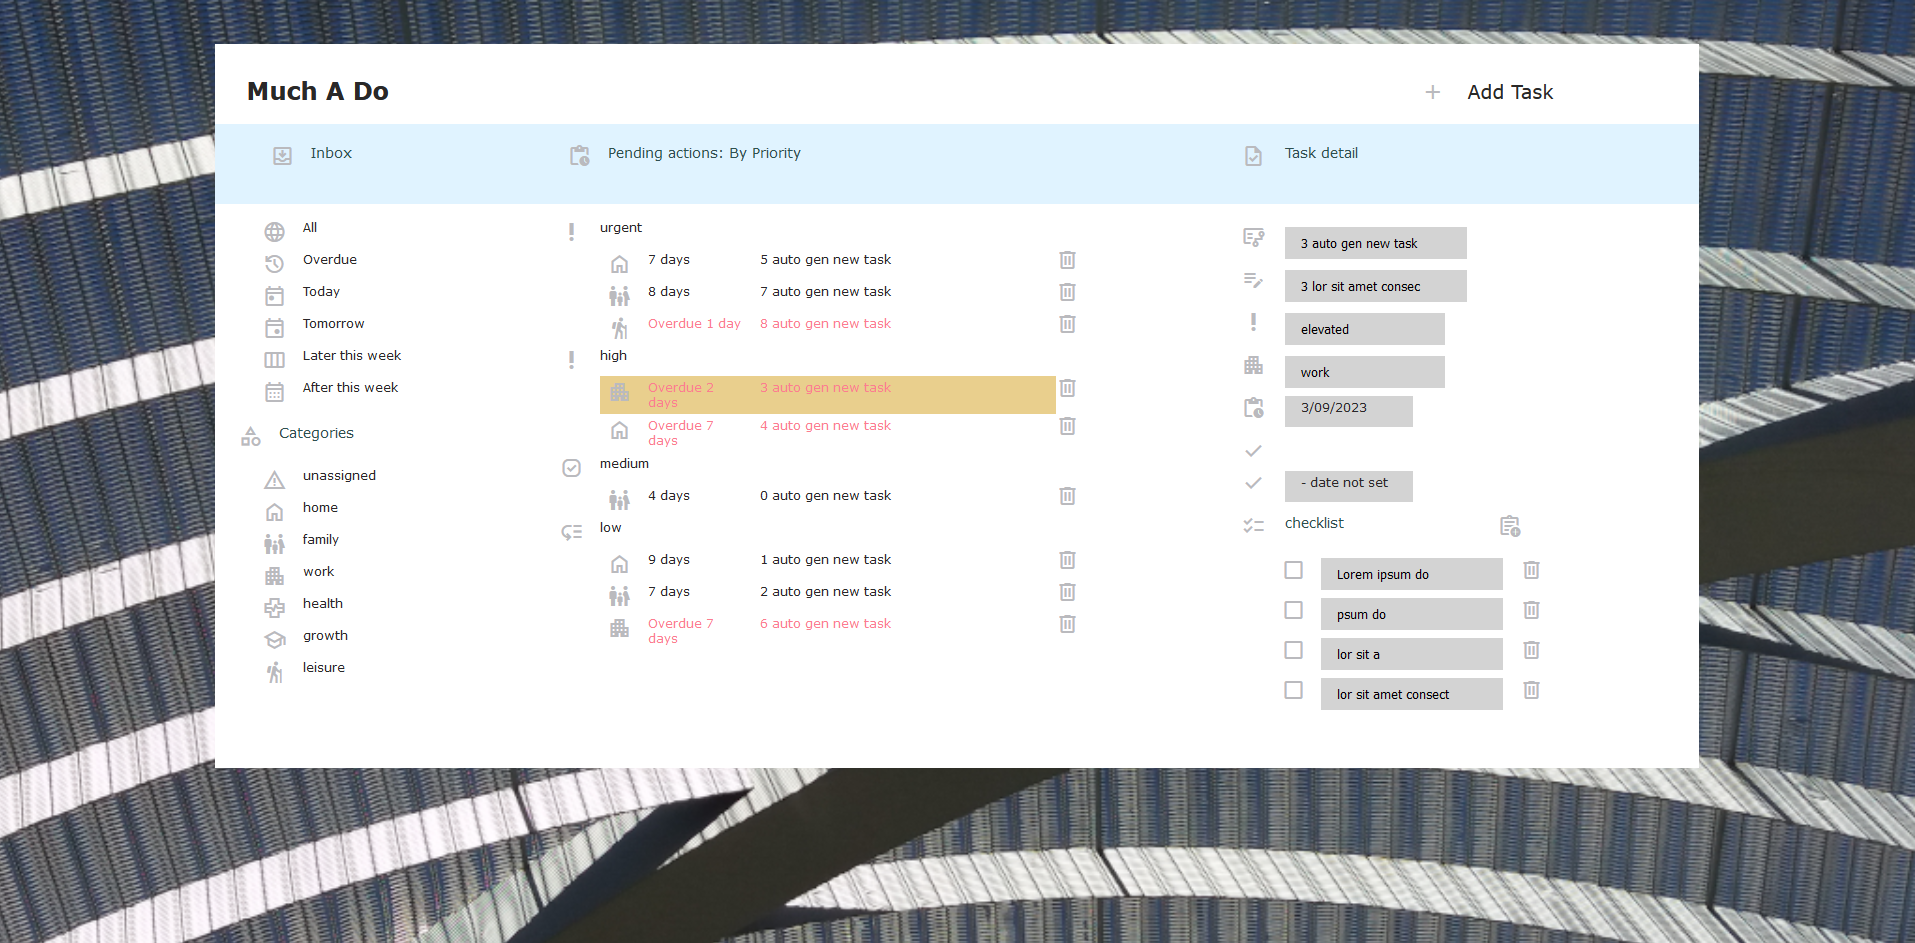 Much A Do
Add Task
Inbox
Pending actions: By Priority
Task detail
All
Overdue
Today
Tomorrow
Later this week
After this week
Categories
unassigned
home
family
work
health
growth
leisure
urgent
7 days 5 auto gen new task
8 days 7 auto gen new task
Overdue 1 day 8 auto gen new task
high
Overdue 2 3 auto gen new task
days
Overdue 7 4 auto gen new task
days
medium
4 days 0 auto gen new task
low
9 days 1 auto gen new task
7 days 2 auto gen new task
Overdue 7 6 auto gen new task
days
3 auto gen new task
3 lor sit amet consec
elevated
work
3/09/2023
- date not set
checklist
Lorem ipsum do
psum do
lor sit a
lor sit amet consect